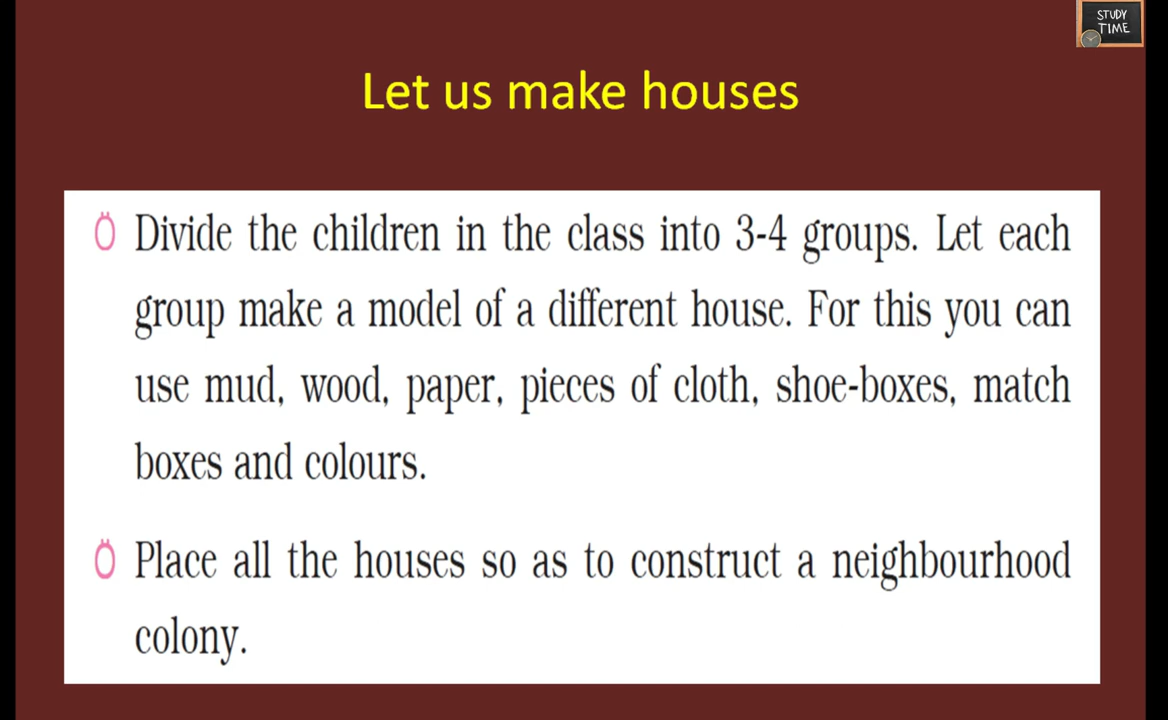 STUDY
TIME
Let us make houses
Divide the children in the class into 3-4 groups. Let each
group make a model of a different house. For this you can
use mud, wood, paper, pieces of cloth, shoe-boxes, match
boxes and colours.
Place all the houses so as to construct a neighbourhood
colony.